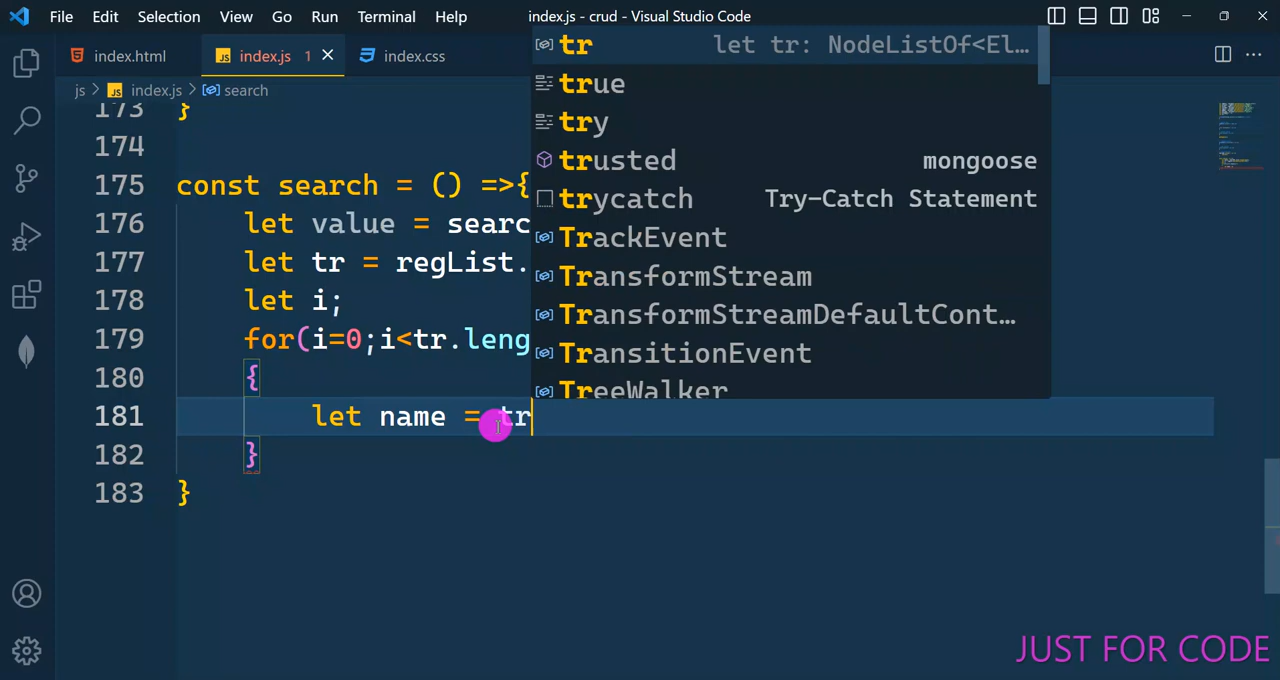 File Edit Selection View Go Run Terminal Help index.js - crud - Visual Studio Code
index.html JS index.js 1 index.css
js > JS index.js > search
173 }
174
175 const search = () =>{
176 let value = searc
177 let tr = regList.
178 let i;
179 for(i=0;i<tr.leng
180 {
181 let name = tr
182 }
183 }
tr let tr: NodeListOf<El…
true
try
trusted mongoose
trycatch Try-Catch Statement
TrackEvent
TransformStream
TransformStreamDefaultCont…
TransitionEvent
TreeWalker
JUST FOR CODE